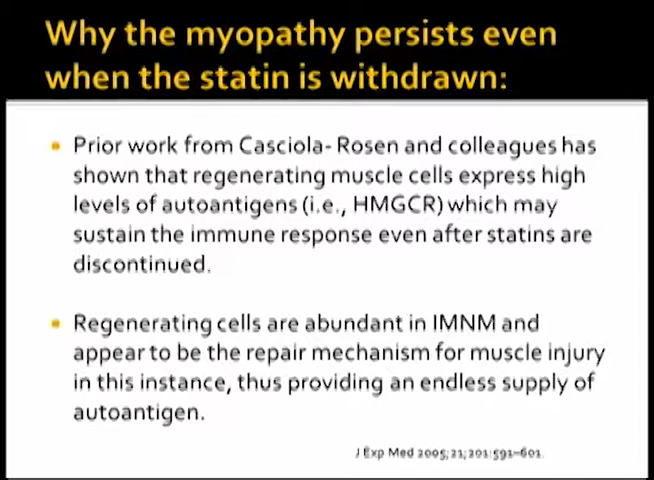 Why the myopathy persists even
when the statin is withdrawn:
Prior work from Casciola- Rosen and colleagues has
shown that regenerating muscle cells express high
levels of autoantigens (i.e., HMGCR) which may
sustain the immune response even after statins are
discontinued.
Regenerating cells are abundant in IMNM and
appear to be the repair mechanism for muscle injury
in this instance, thus providing an endless supply of
autoantigen.
J Exp Med 2005; 21; 201:591–601.